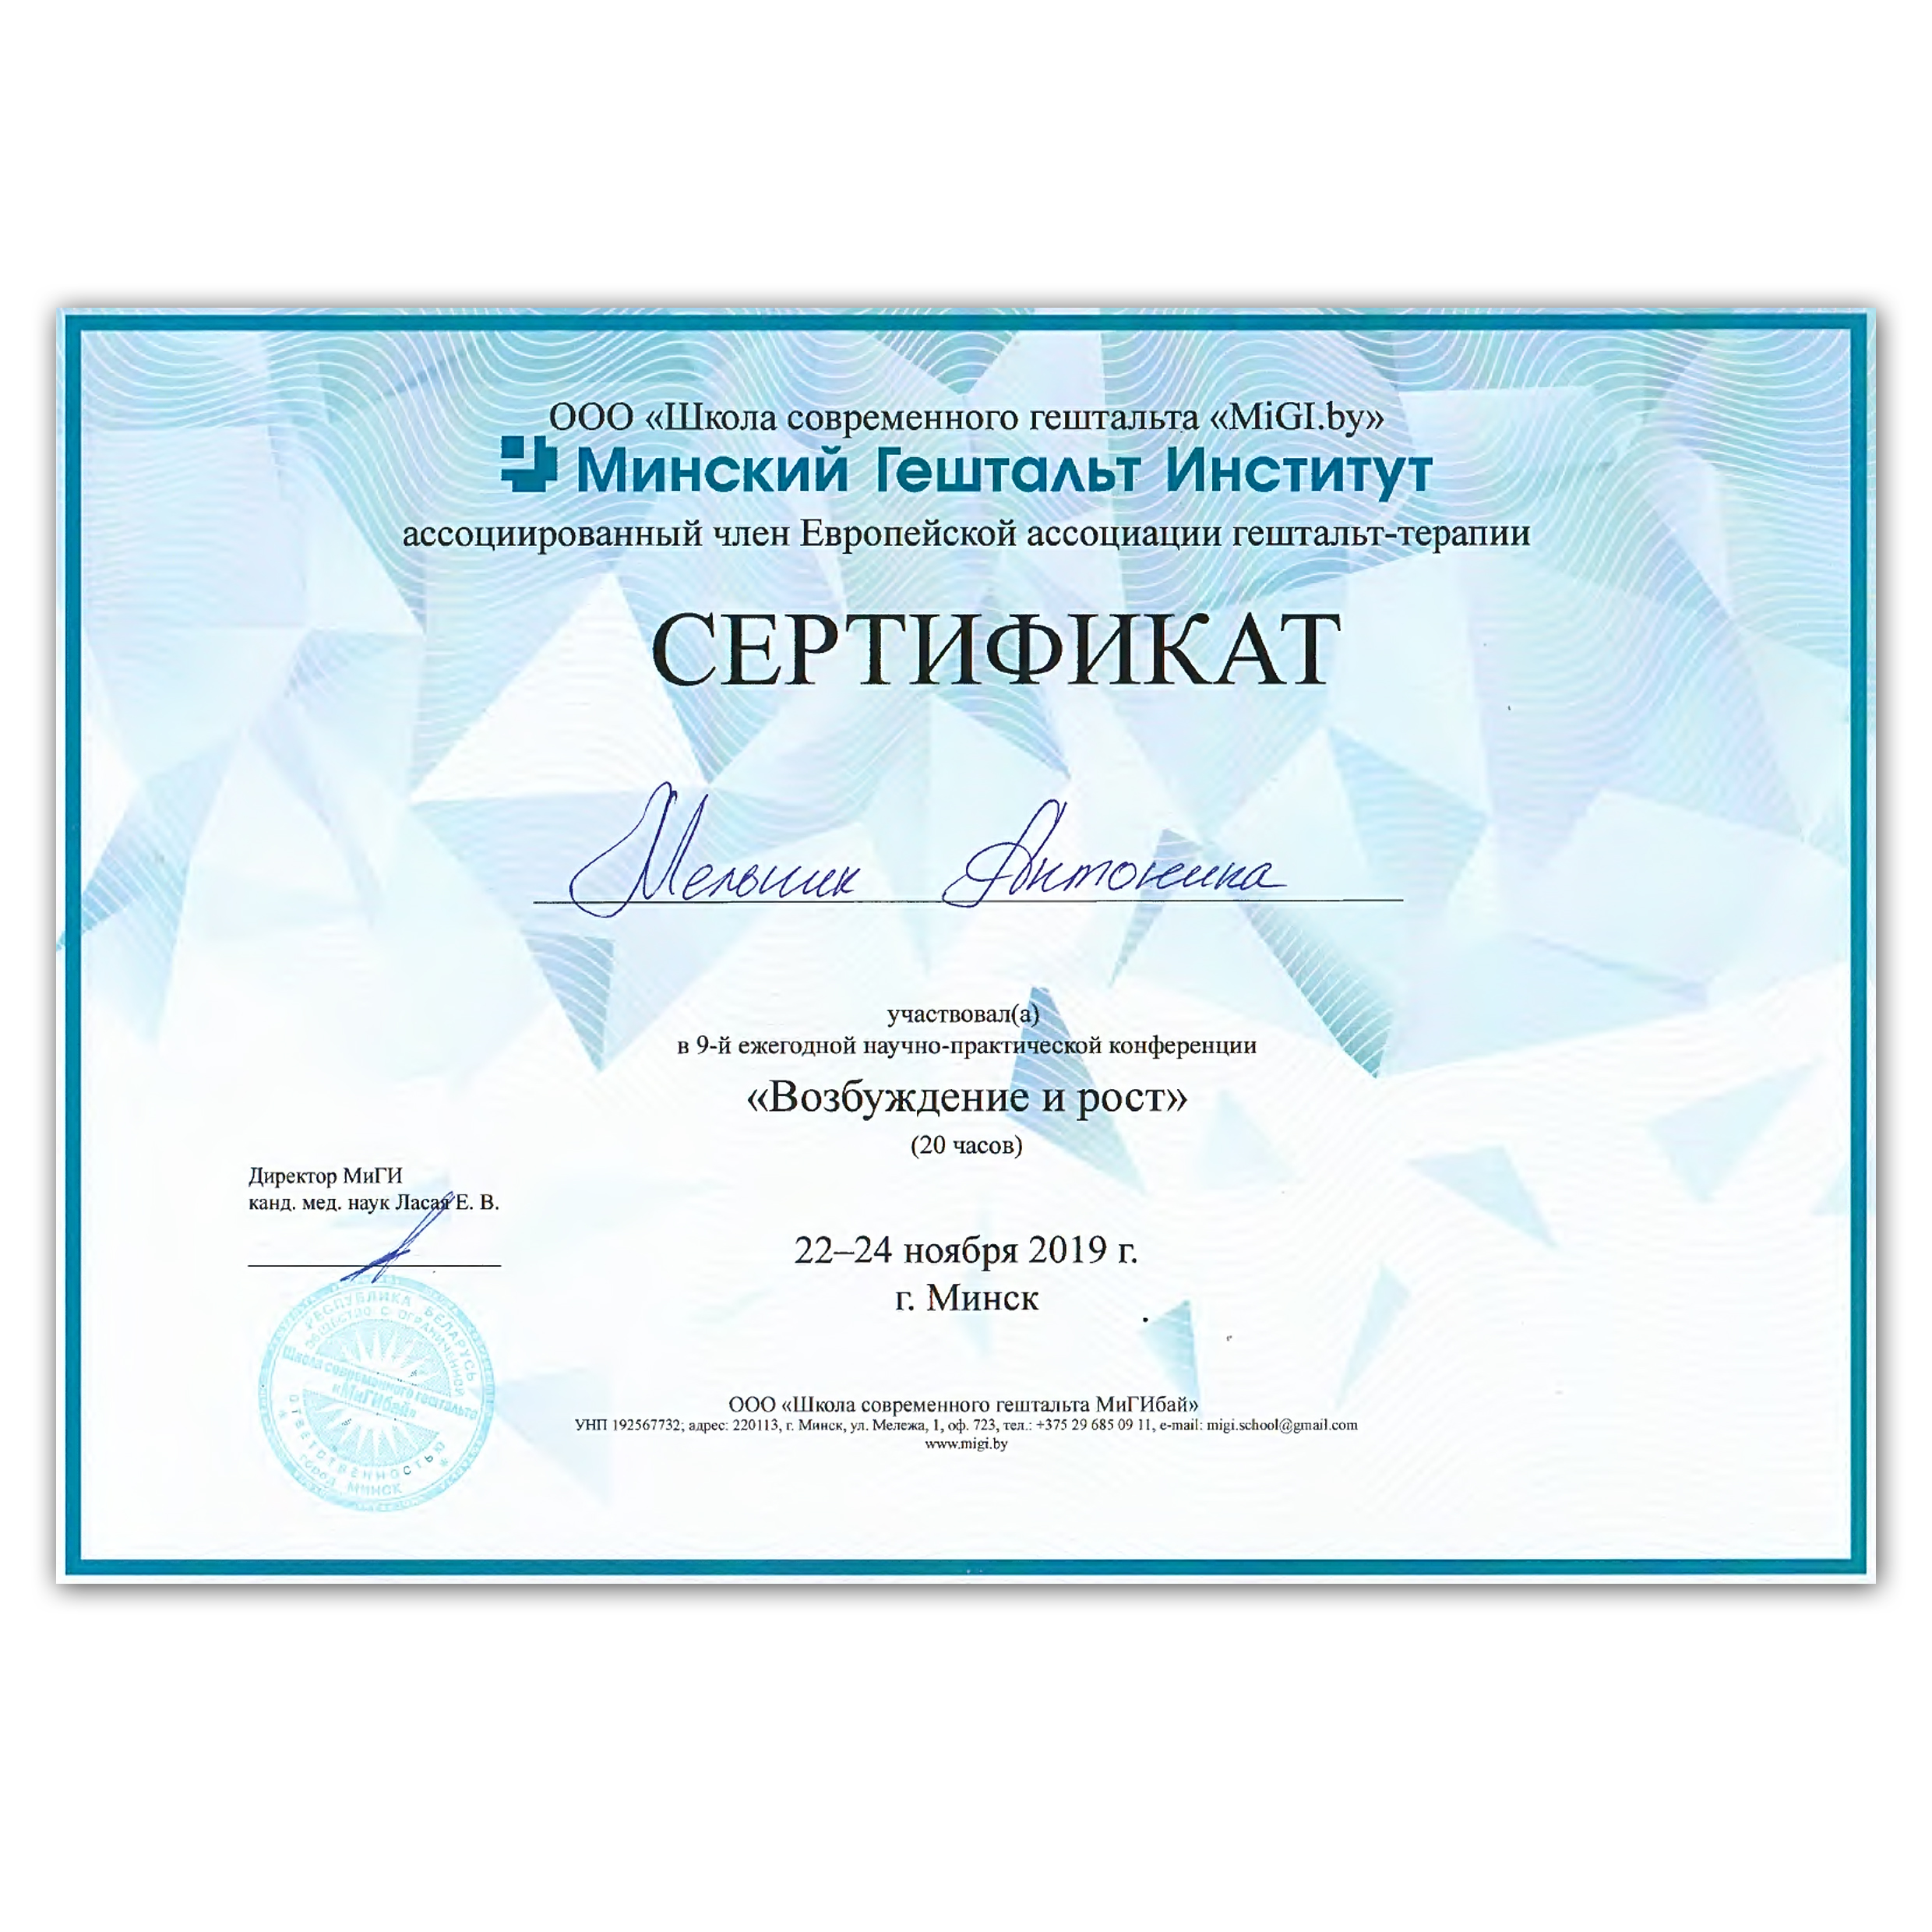 ООО «Школа современного гештальта «MiGI.by»
Минский Гештальт Институт
ассоциированный член Европейской ассоциации гештальт-терапии
СЕРТИФИКАТ
Мельник Антонина
участвовал(а)
в 9-й ежегодной научно-практической конференции
«Возбуждение и рост»
(20 часов)
Директор МиГИ
канд. мед. наук Ласая Е. В.
22–24 ноября 2019 г.
г. Минск
РЕСПУБЛИКА БЕЛАРУСЬ
ОБЩЕСТВО С ОГРАНИЧЕННОЙ
ОТВЕТСТВЕННОСТЬЮ
Школа современного гештальта
«МиГИбай»
город МИНСК
ООО «Школа современного гештальта МиГИбай»
УНП 192567732; адрес: 220113, г. Минск, ул. Мележа, 1, оф. 723, тел.: +375 29 685 09 11, e-mail: migi.school@gmail.com
www.migi.by